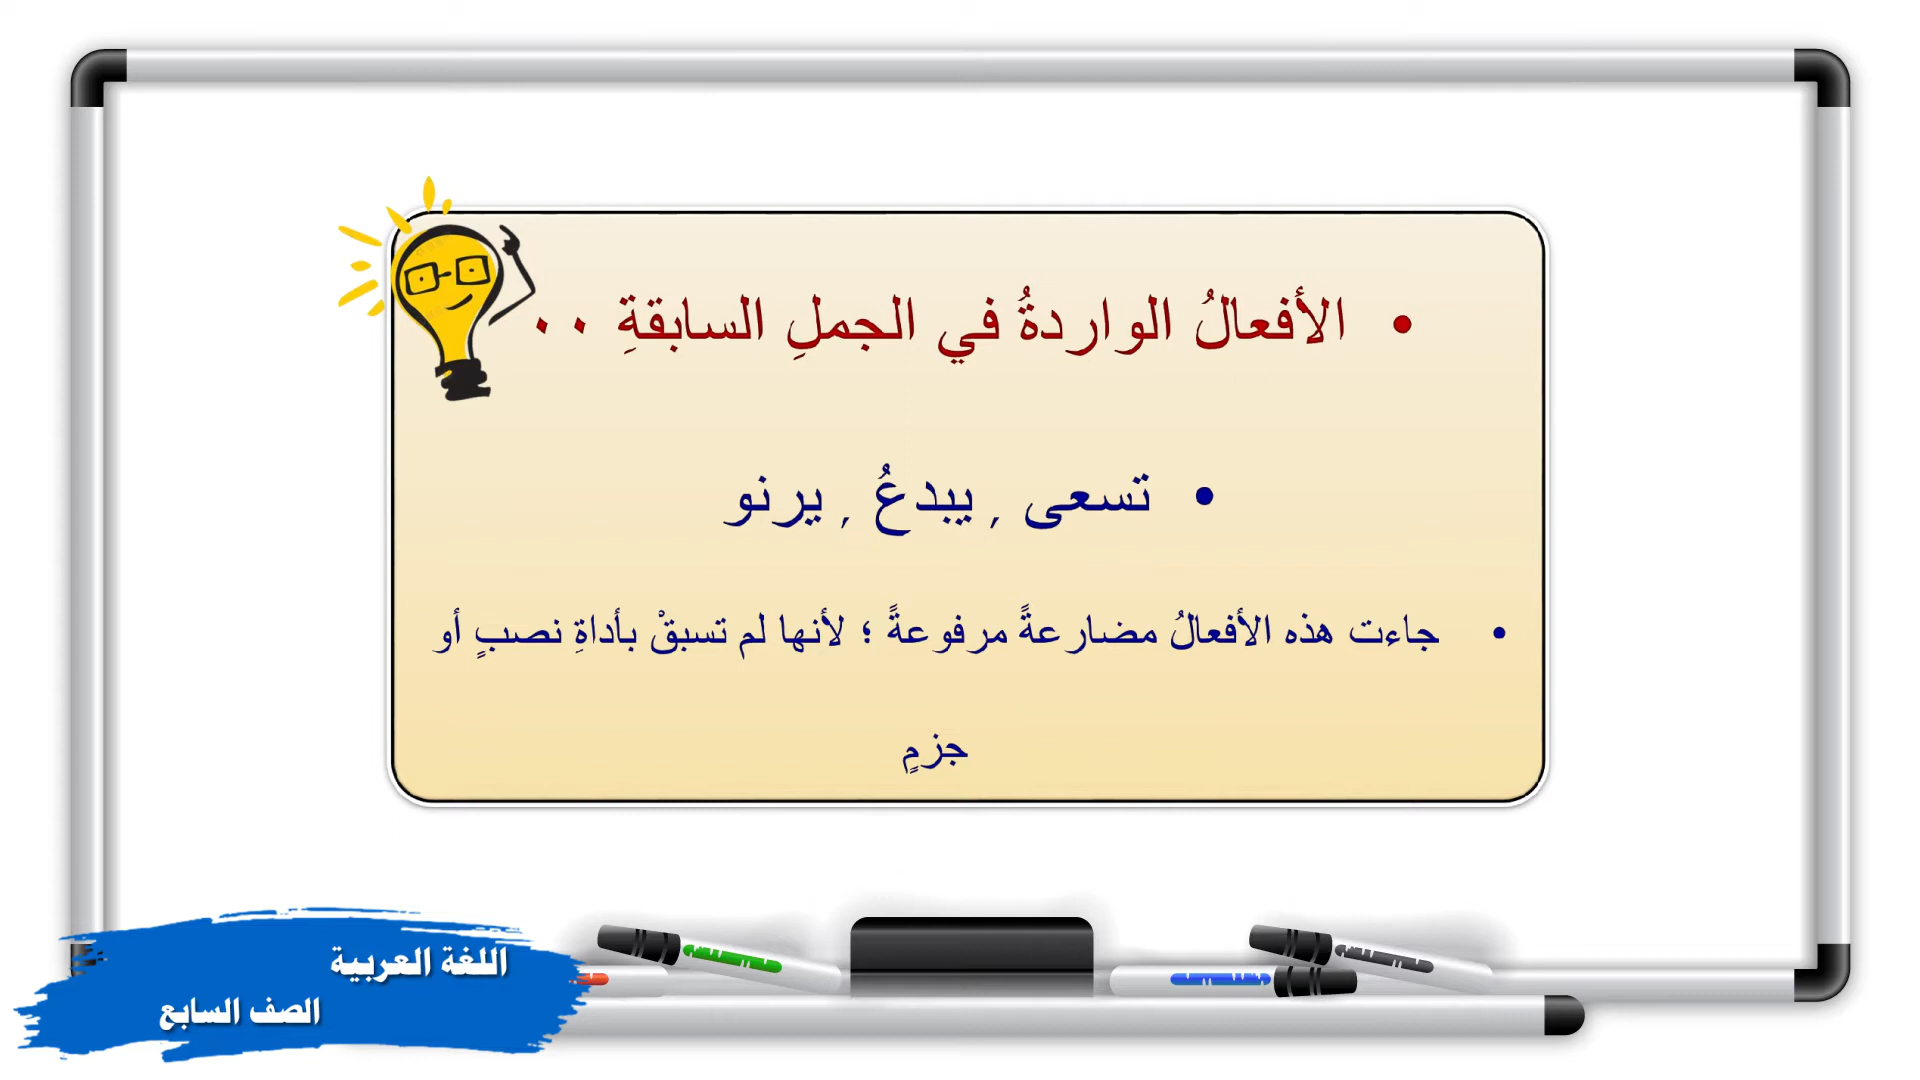 • الأفعالُ الواردةُ في الجملِ السابقةِ ٠٠
• تسعى , يبدعُ , يرنو
• جاءت هذه الأفعالُ مضارعةً مرفوعةً ؛ لأنها لم تسبقْ بأداةِ نصبٍ أو
جزمٍ
اللغة العربية
الصف السابع